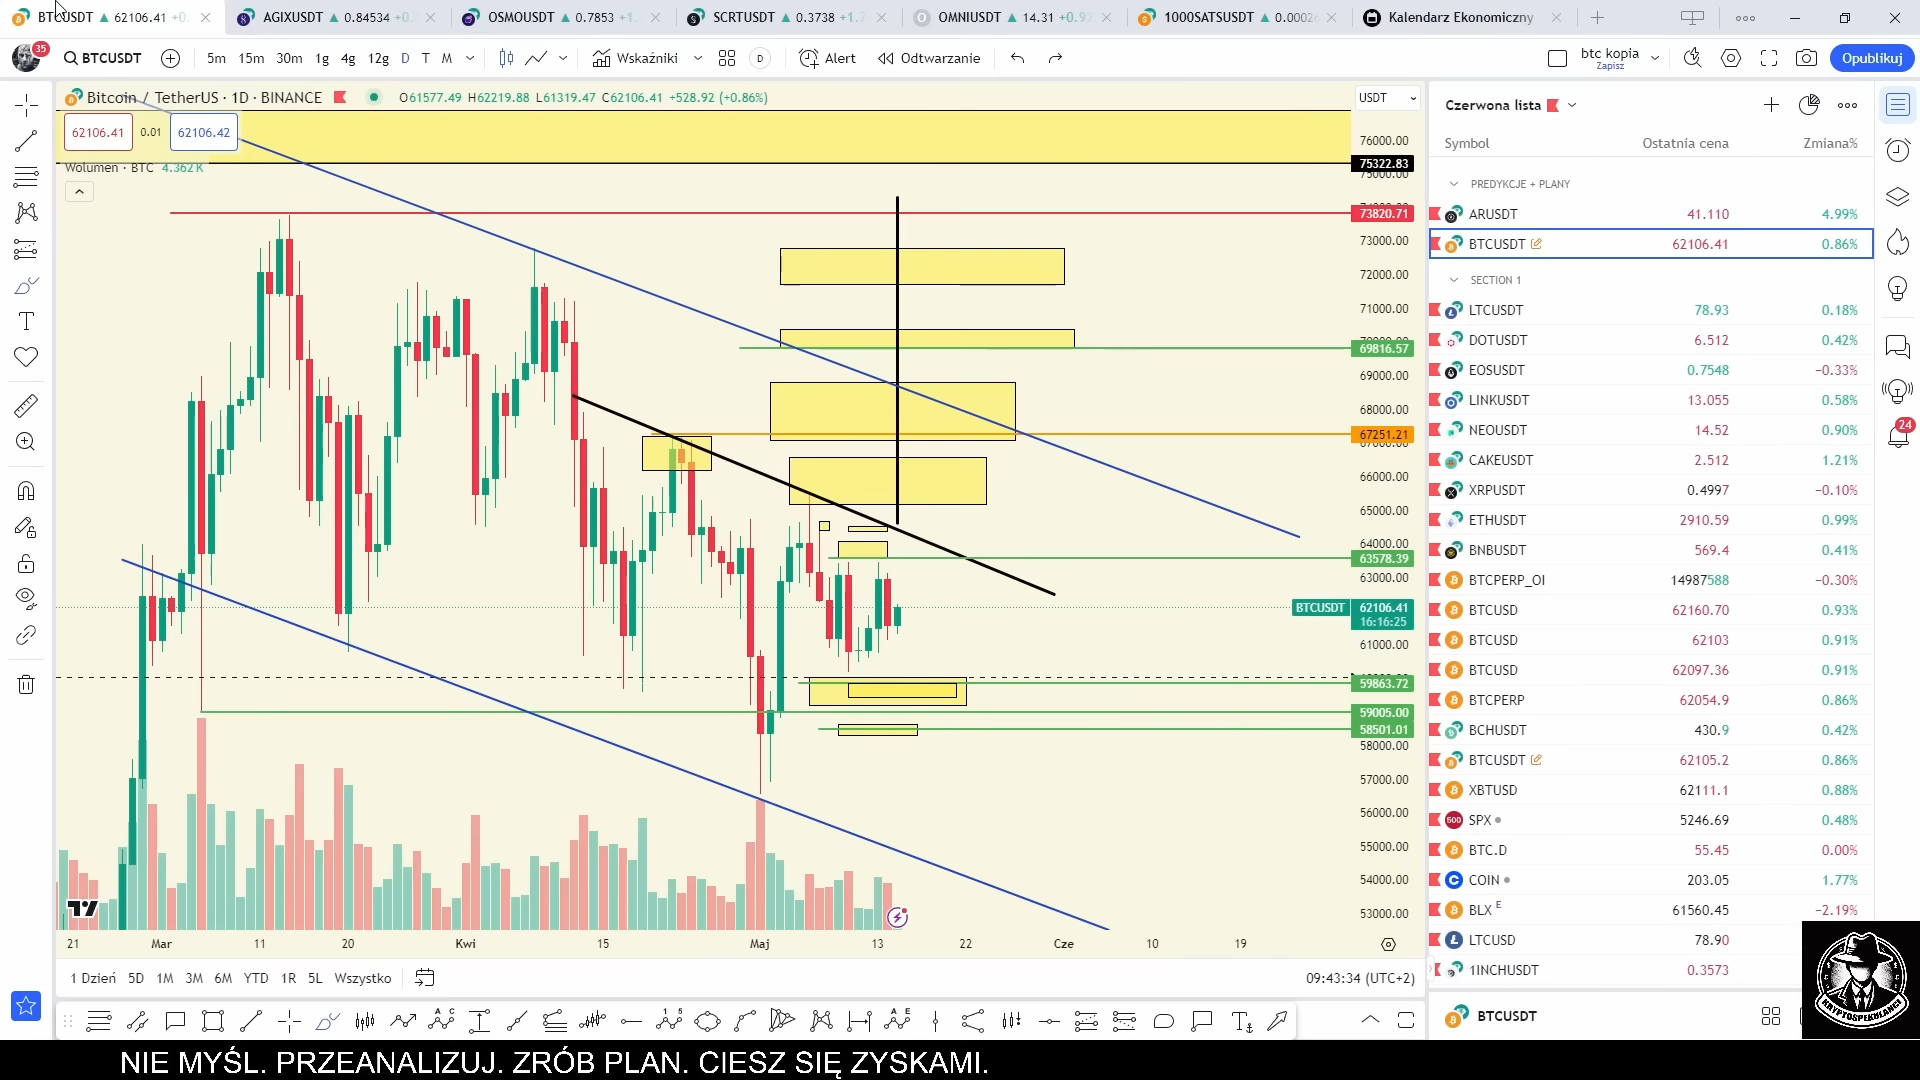 BTCUSDT ▲ 62106.41 +0.
AGIXUSDT ▲ 0.84534 +0.
OSMOUSDT ▲ 0.7853 +1.
SCRTUSDT ▲ 0.3738 +1.
OMNIUSDT ▲ 14.31 +0.9
1000SATSUSDT ▲ 0.0002
Kalendarz Ekonomiczny
35
BTCUSDT
5m 15m 30m 1g 4g 12g D T M
Wskaźniki
D
Alert
Odtwarzanie
btc kopia
Zapisz
Opublikuj
Bitcoin / TetherUS · 1D · BINANCE
O61577.49 H62219.88 L61319.47 C62106.41 +528.92 (+0.86%)
USDT
62106.41 0.01 62106.42
Wolumen · BTC 4.362K
76000.00
75322.83
75000.00
73820.71
73000.00
72000.00
71000.00
69816.57
69000.00
68000.00
67251.21
66000.00
65000.00
64000.00
63578.39
63000.00
BTCUSDT 62106.41
16:16:25
61000.00
59863.72
59005.00
58501.01
58000.00
57000.00
56000.00
55000.00
54000.00
53000.00
21 Mar 11 20 Kwi 15 Maj 13 22 Cze 10 19
1 Dzień 5D 1M 3M 6M YTD 1R 5L Wszystko
09:43:34 (UTC+2)
Czerwona lista
Symbol Ostatnia cena Zmiana%
PREDYKCJE + PLANY
ARUSDT 41.110 4.99%
BTCUSDT 62106.41 0.86%
SECTION 1
LTCUSDT 78.93 0.18%
DOTUSDT 6.512 0.42%
EOSUSDT 0.7548 −0.33%
LINKUSDT 13.055 0.58%
NEOUSDT 14.52 0.90%
CAKEUSDT 2.512 1.21%
XRPUSDT 0.4997 −0.10%
ETHUSDT 2910.59 0.99%
BNBUSDT 569.4 0.41%
BTCPERP_OI 14987588 −0.30%
BTCUSD 62160.70 0.93%
BTCUSD 62103 0.91%
BTCUSD 62097.36 0.91%
BTCPERP 62054.9 0.86%
BCHUSDT 430.9 0.42%
BTCUSDT 62105.2 0.86%
XBTUSD 62111.1 0.88%
500 SPX 5246.69 0.48%
BTC.D 55.45 0.00%
COIN 203.05 1.77%
BLX E 61560.45 −2.19%
LTCUSD 78.90
1INCHUSDT 0.3573
BTCUSDT
24
KRYPTOSPEKULANCI
NIE MYŚL. PRZEANALIZUJ. ZRÓB PLAN. CIESZ SIĘ ZYSKAMI.